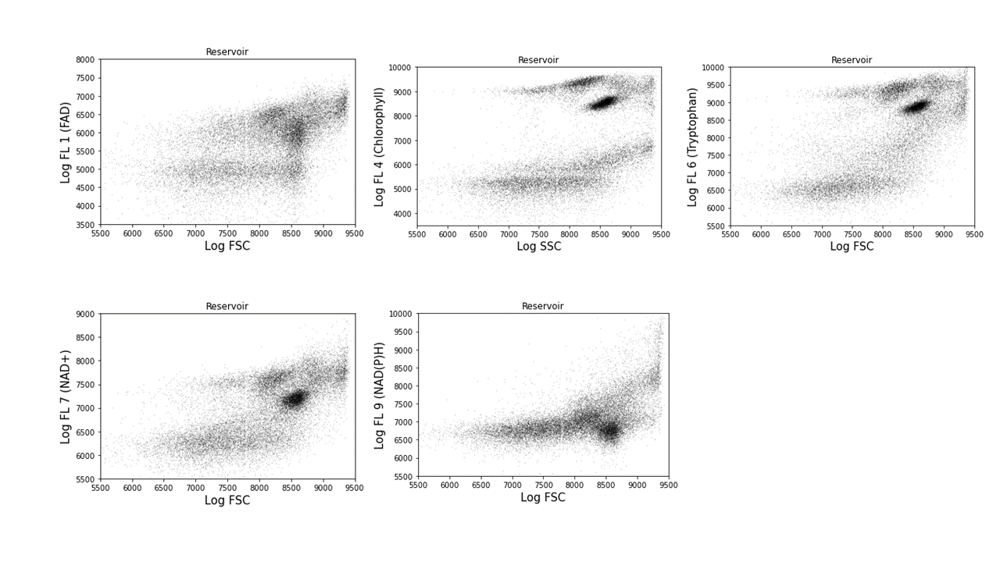 Reservoir
Log FL 1 (FAD)
8000
7500
7000
6500
6000
5500
5000
4500
4000
3500
5500 6000 6500 7000 7500 8000 8500 9000 9500
Log FSC
Reservoir
Log FL 4 (Chlorophyll)
10000
9000
8000
7000
6000
5000
4000
5500 6000 6500 7000 7500 8000 8500 9000 9500
Log SSC
Reservoir
Log FL 6 (Tryptophan)
10000
9500
9000
8500
8000
7500
7000
6500
6000
5500
5500 6000 6500 7000 7500 8000 8500 9000 9500
Log FSC
Reservoir
Log FL 7 (NAD+)
9000
8500
8000
7500
7000
6500
6000
5500
5500 6000 6500 7000 7500 8000 8500 9000 9500
Log FSC
Reservoir
Log FL 9 (NAD(P)H)
10000
9500
9000
8500
8000
7500
7000
6500
6000
5500
5500 6000 6500 7000 7500 8000 8500 9000 9500
Log FSC